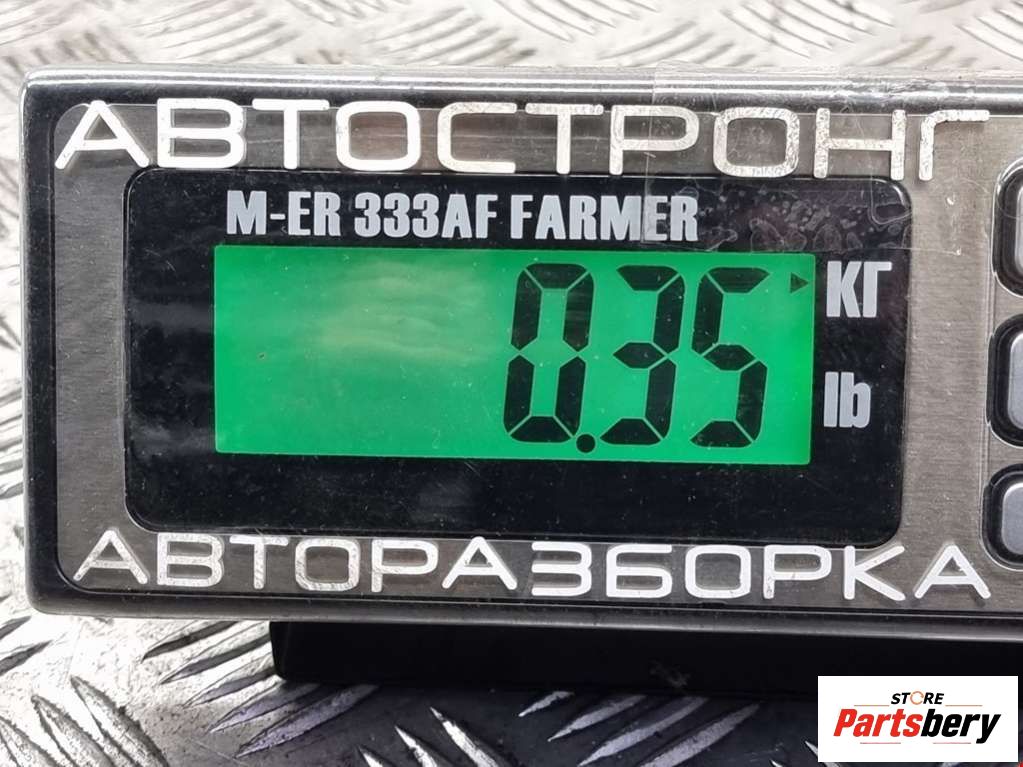 АВТОСТРОНГ
M-ER 333AF FARMER
0.35 КГ
lb
АВТОРАЗБОРКА
STORE
Partsbery